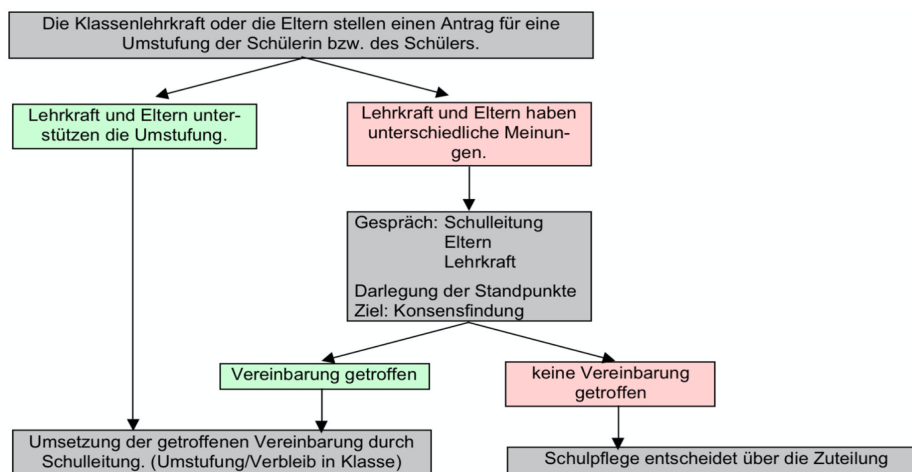 Die Klassenlehrkraft oder die Eltern stellen einen Antrag für eine
Umstufung der Schülerin bzw. des Schülers.
Lehrkraft und Eltern unter-
stützen die Umstufung.
Lehrkraft und Eltern haben
unterschiedliche Meinun-
gen.
Gespräch: Schulleitung
Eltern
Lehrkraft
Darlegung der Standpunkte
Ziel: Konsensfindung
Vereinbarung getroffen
keine Vereinbarung
getroffen
Umsetzung der getroffenen Vereinbarung durch
Schulleitung. (Umstufung/Verbleib in Klasse)
Schulpflege entscheidet über die Zuteilung